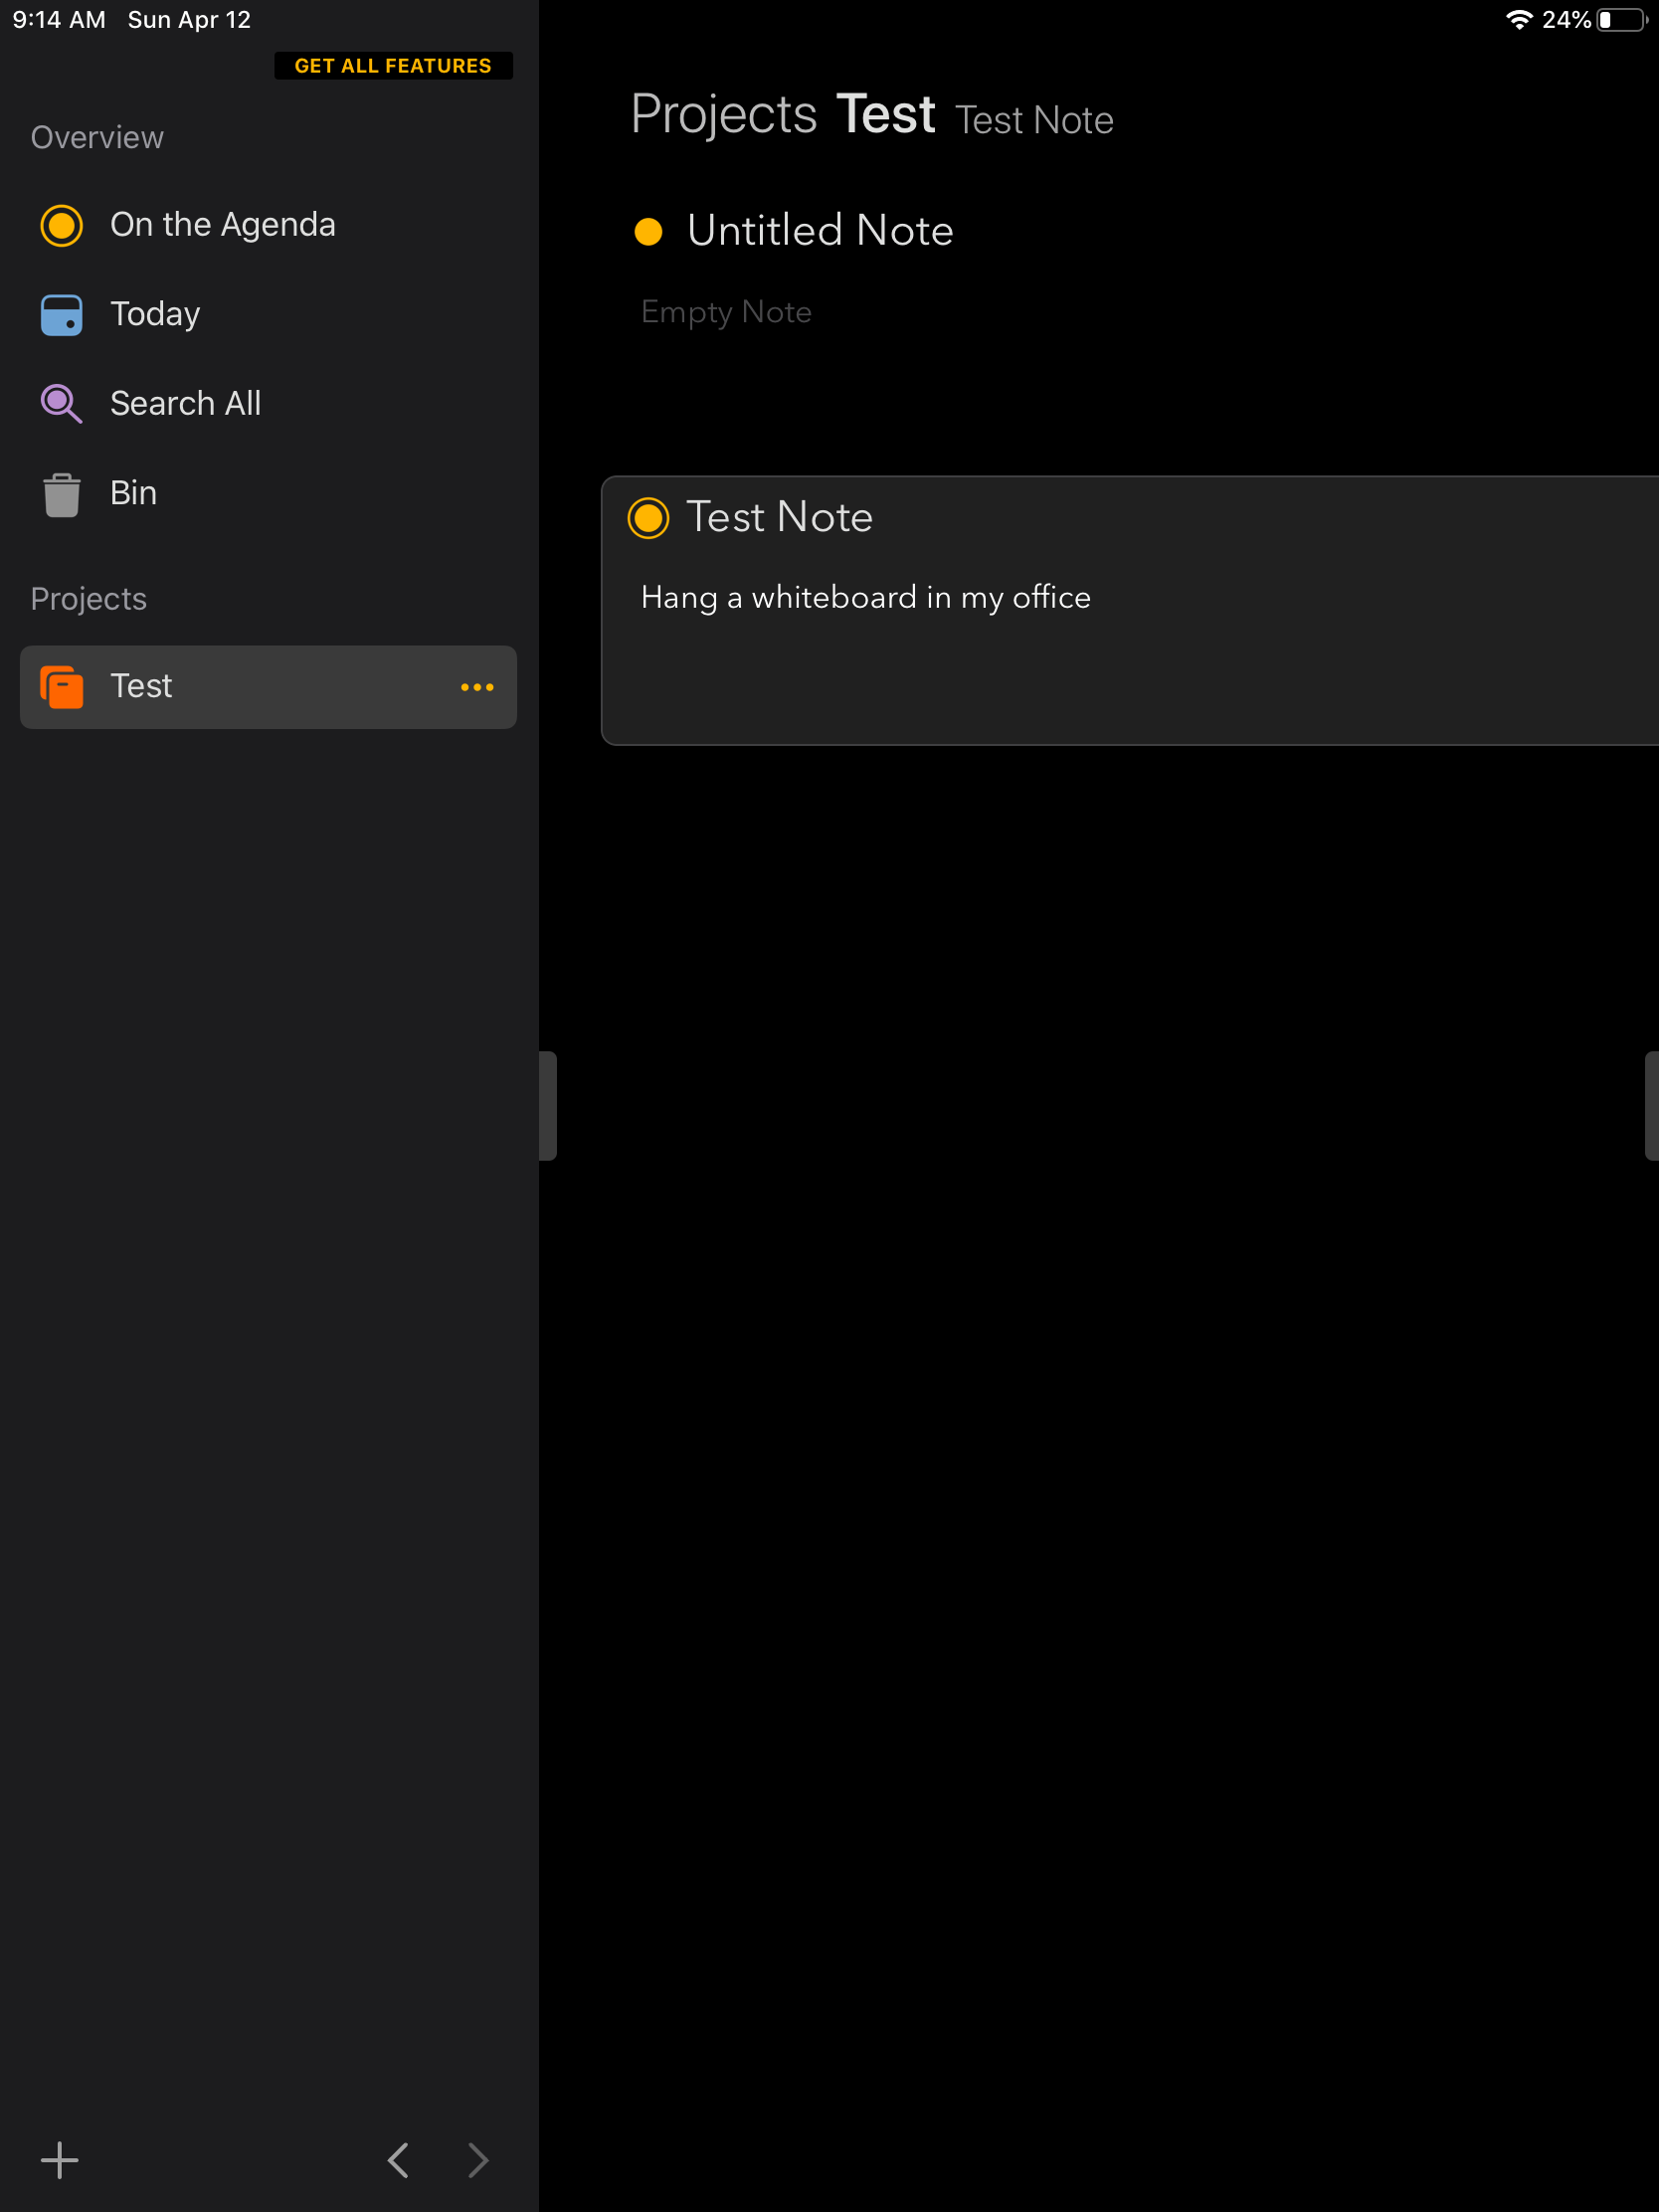 9:14 AM Sun Apr 12
24%
GET ALL FEATURES
Overview
On the Agenda
Today
Search All
Bin
Projects
Test
Projects Test Test Note
Untitled Note
Empty Note
Test Note
Hang a whiteboard in my office